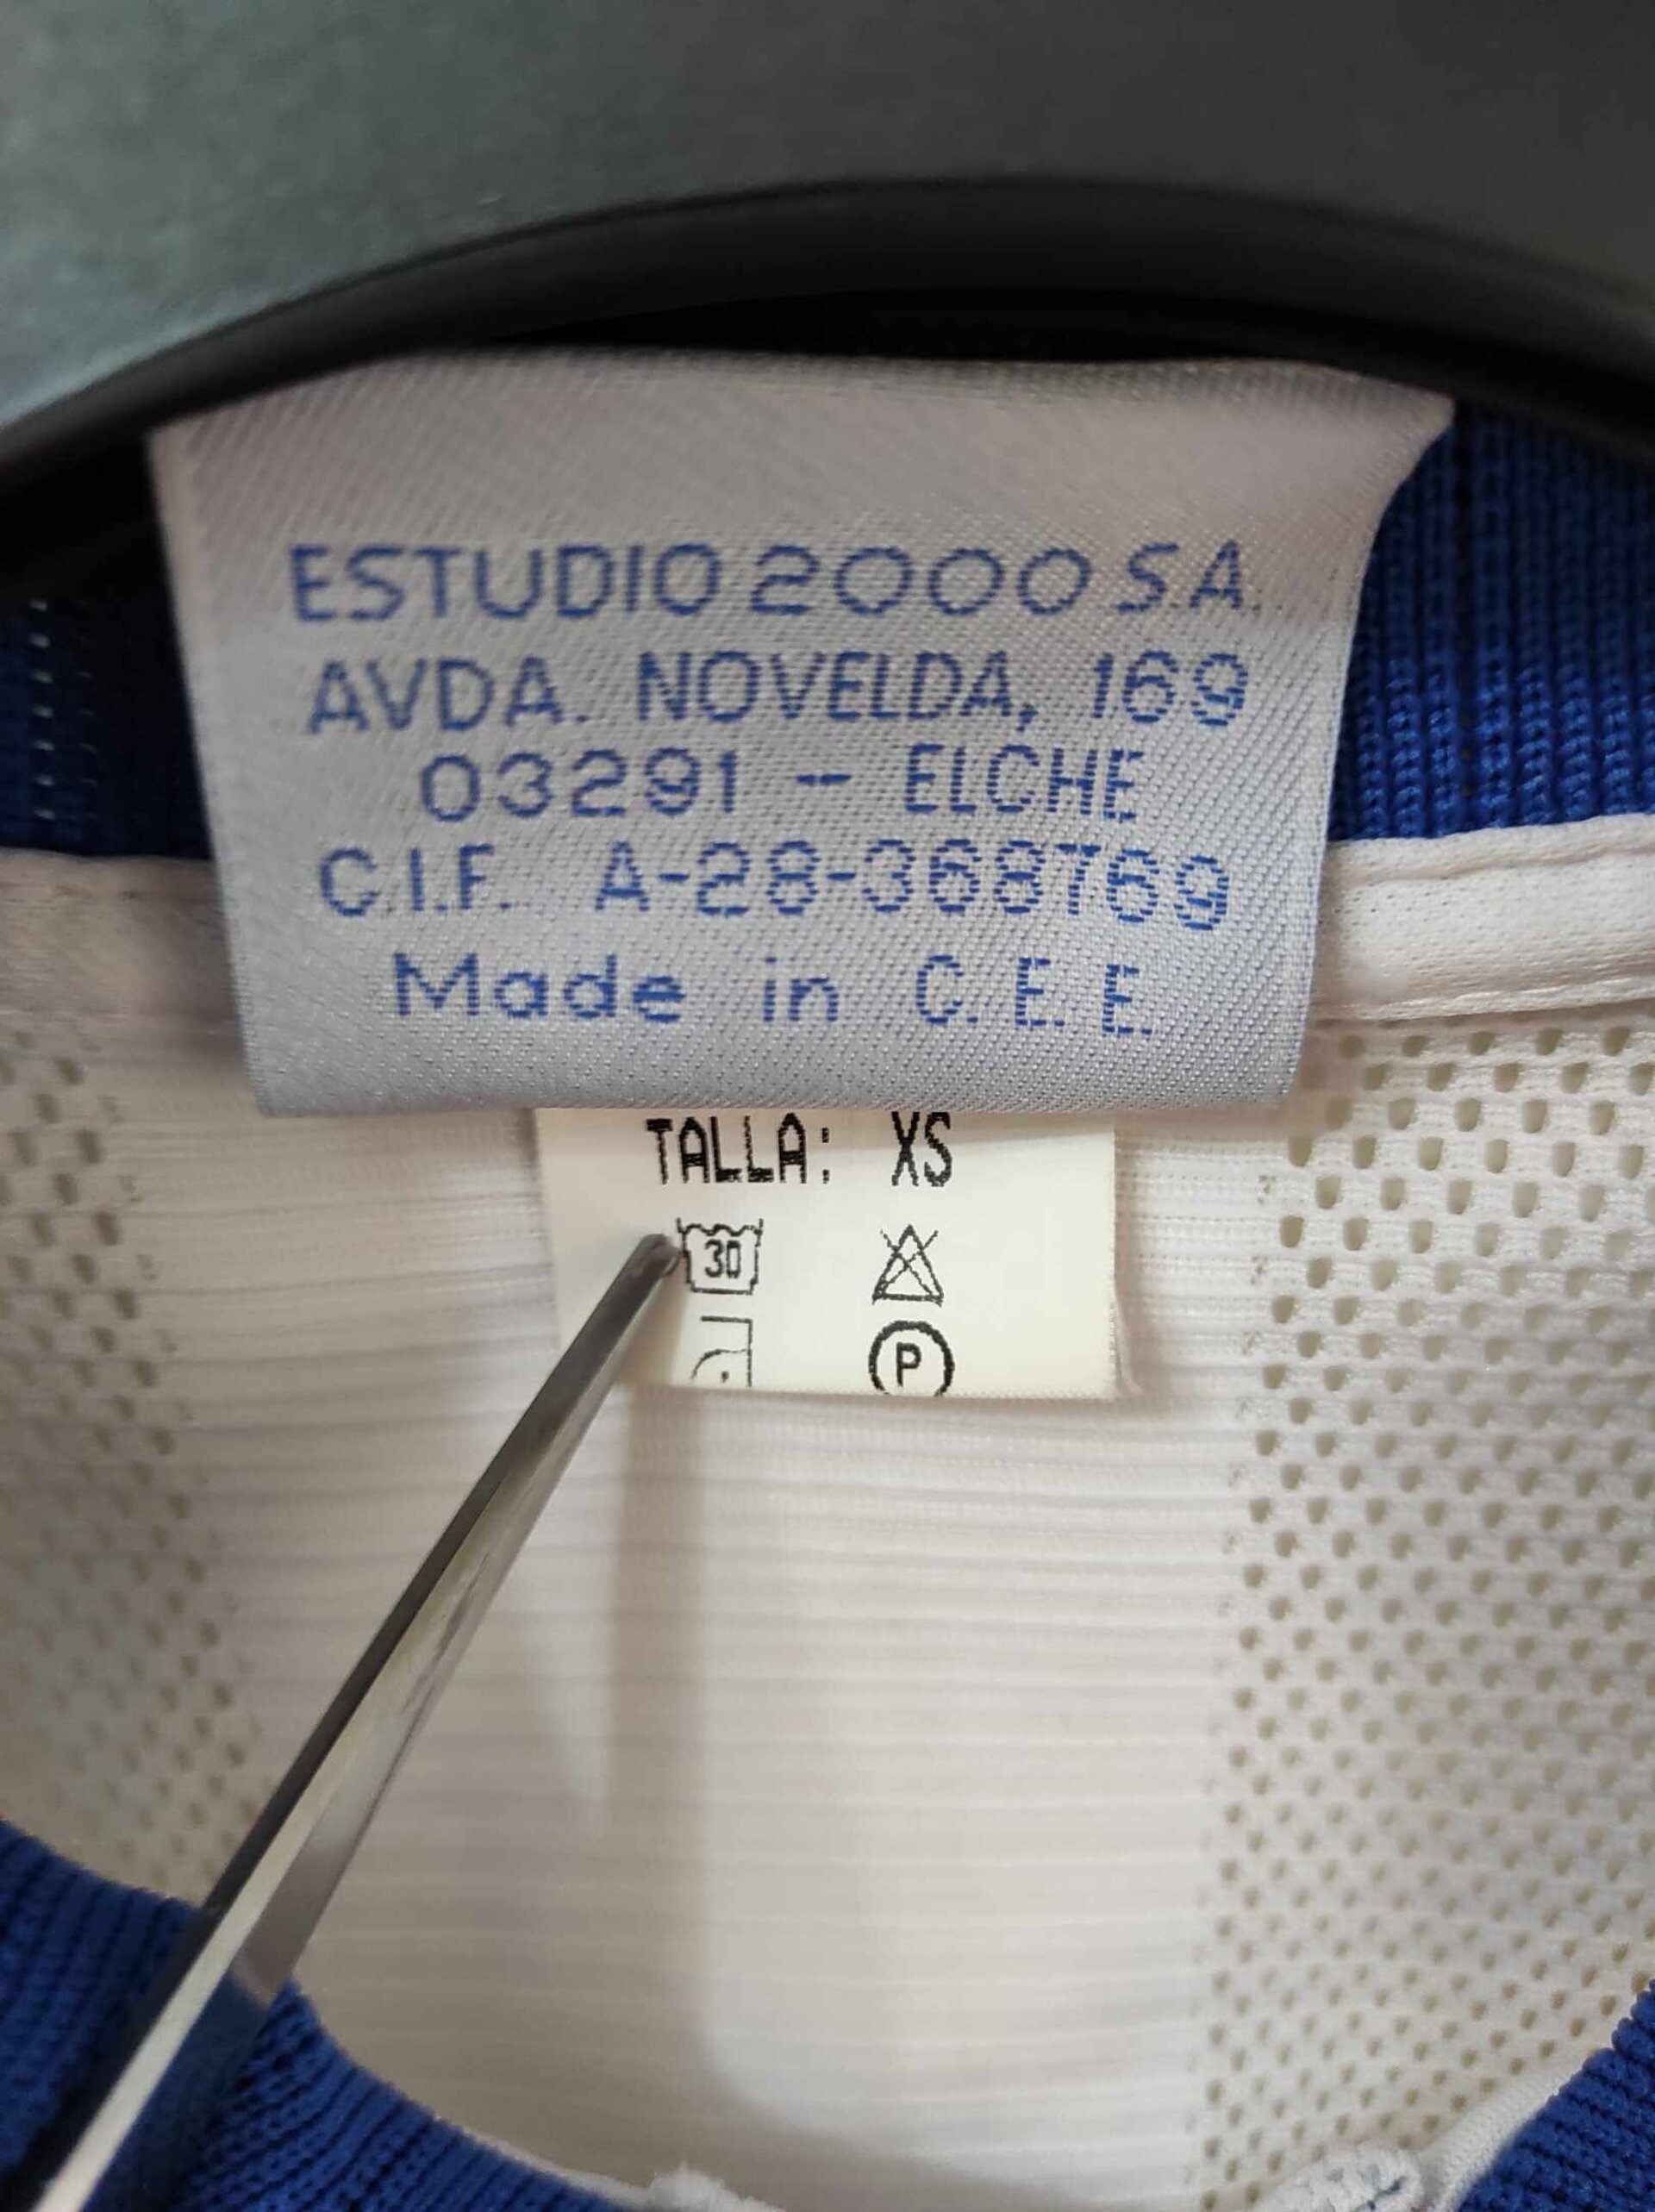 ESTUDIO 2000 S.A.
AVDA. NOVELDA, 169
03291 - ELCHE
C.I.F. A-28-368769
Made in C.E.E.
TALLA: XS
30
P